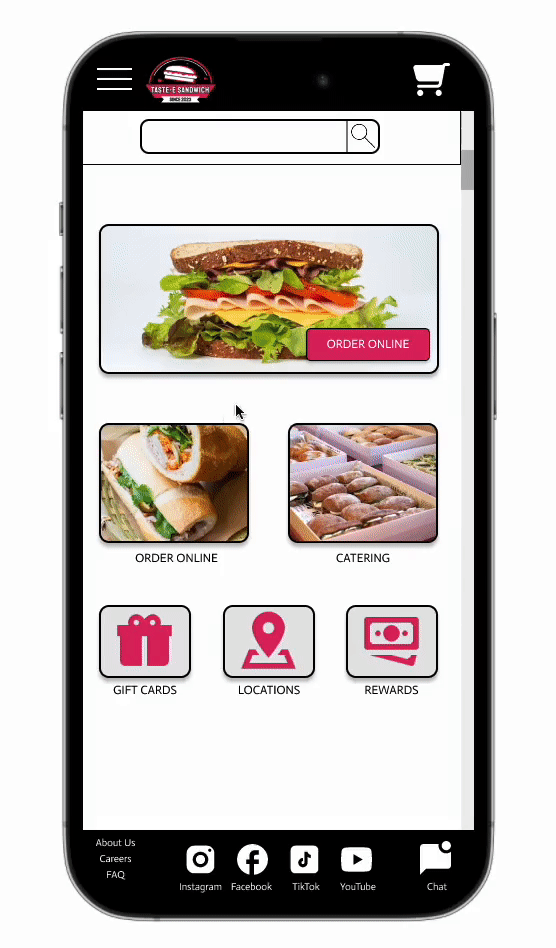 TASTE-E SANDWICH
SINCE 2023
ORDER ONLINE
ORDER ONLINE
CATERING
GIFT CARDS
LOCATIONS
REWARDS
About Us
Careers
FAQ
Instagram
Facebook
TikTok
YouTube
Chat